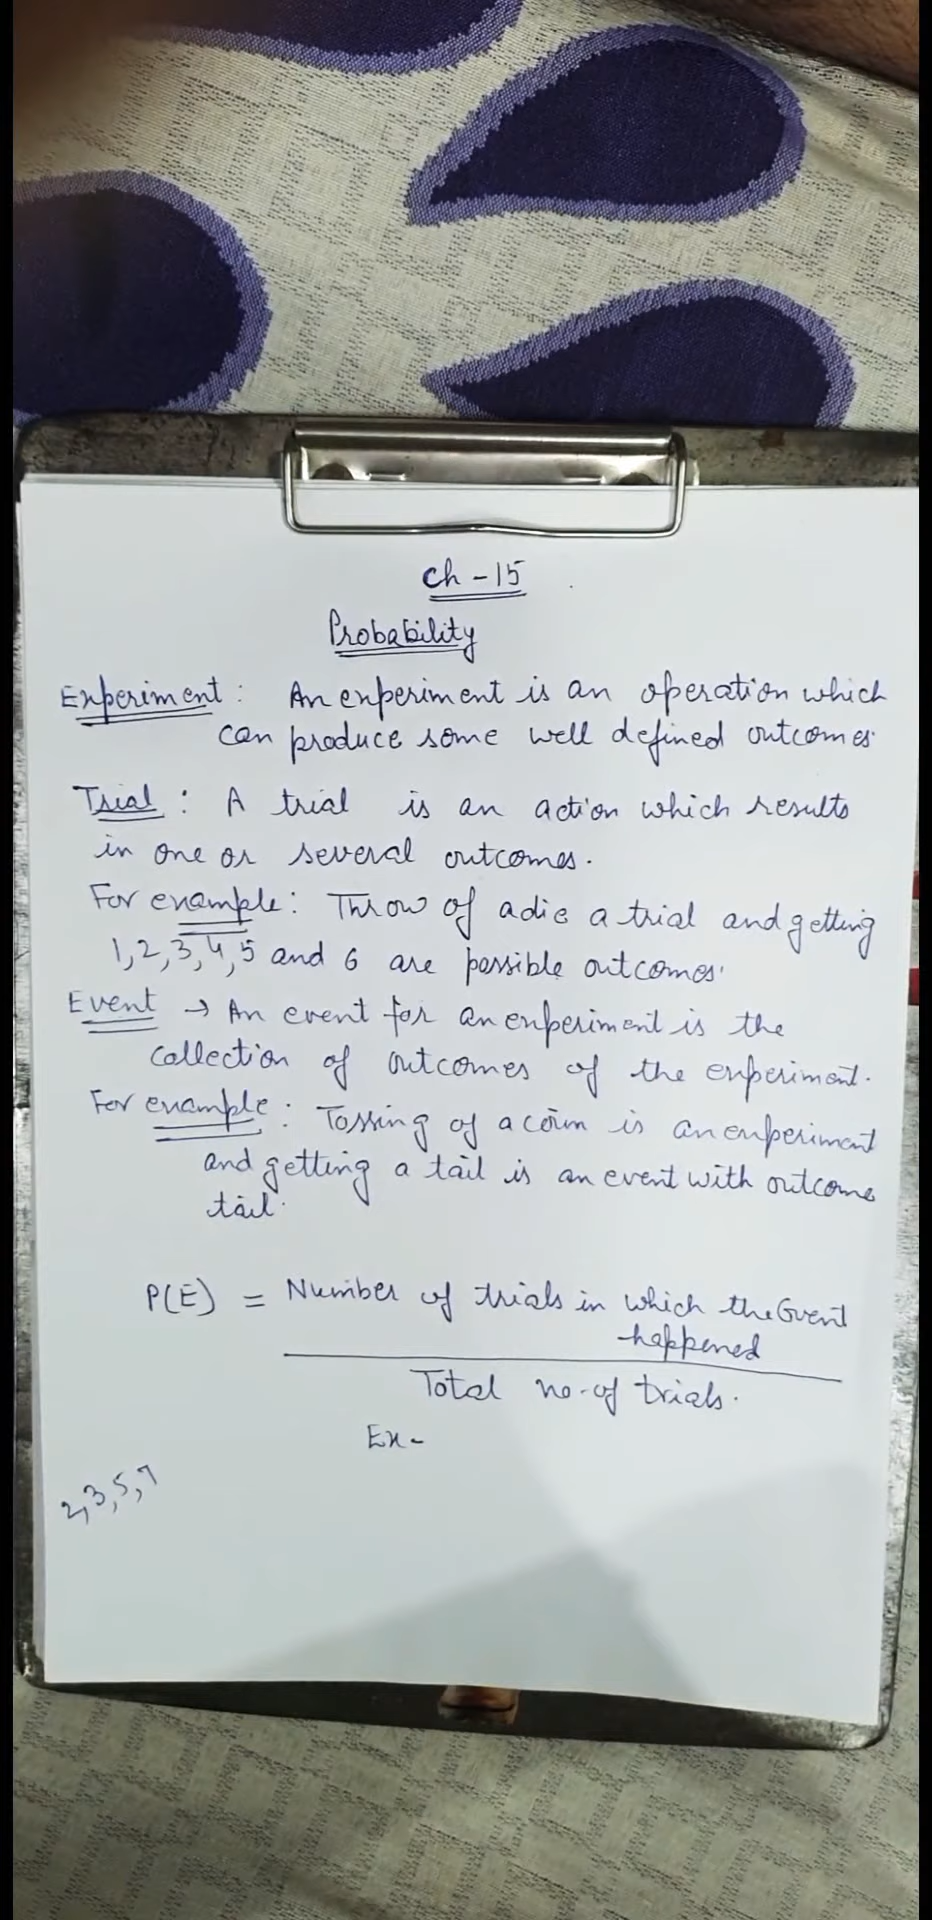 Ch - 15
Probability
Experiment : An experiment is an operation which
can produce some well defined outcomes.
Trial : A trial is an action which results
in one or several outcomes.
For example : Throw of a die a trial and getting
1, 2, 3, 4, 5 and 6 are possible outcomes.
Event → An event for an experiment is the
collection of outcomes of the experiment.
For example : Tossing of a coin is an experiment
and getting a tail is an event with outcome
tail.
P(E) = Number of trials in which the Event
happened
Total no. of trials.
Ex -
2, 3, 5, 7